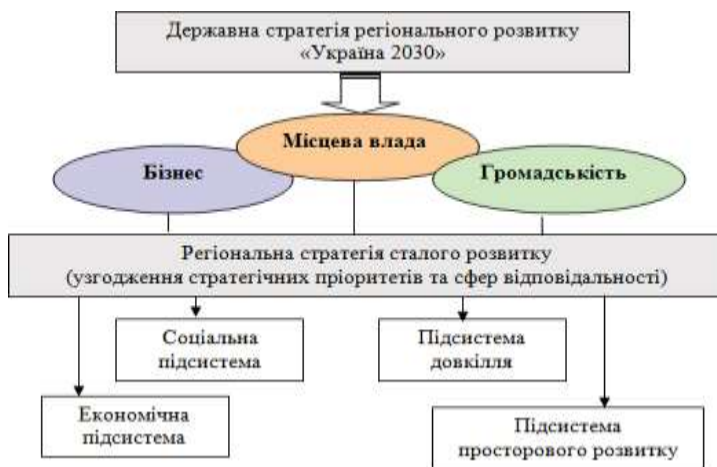 Державна стратегія регіонального розвитку
«Україна 2030»
Місцева влада
Бізнес
Громадськість
Регіональна стратегія сталого розвитку
(узгодження стратегічних пріоритетів та сфер відповідальності)
Соціальна
підсистема
Підсистема
довкілля
Економічна
підсистема
Підсистема
просторового розвитку